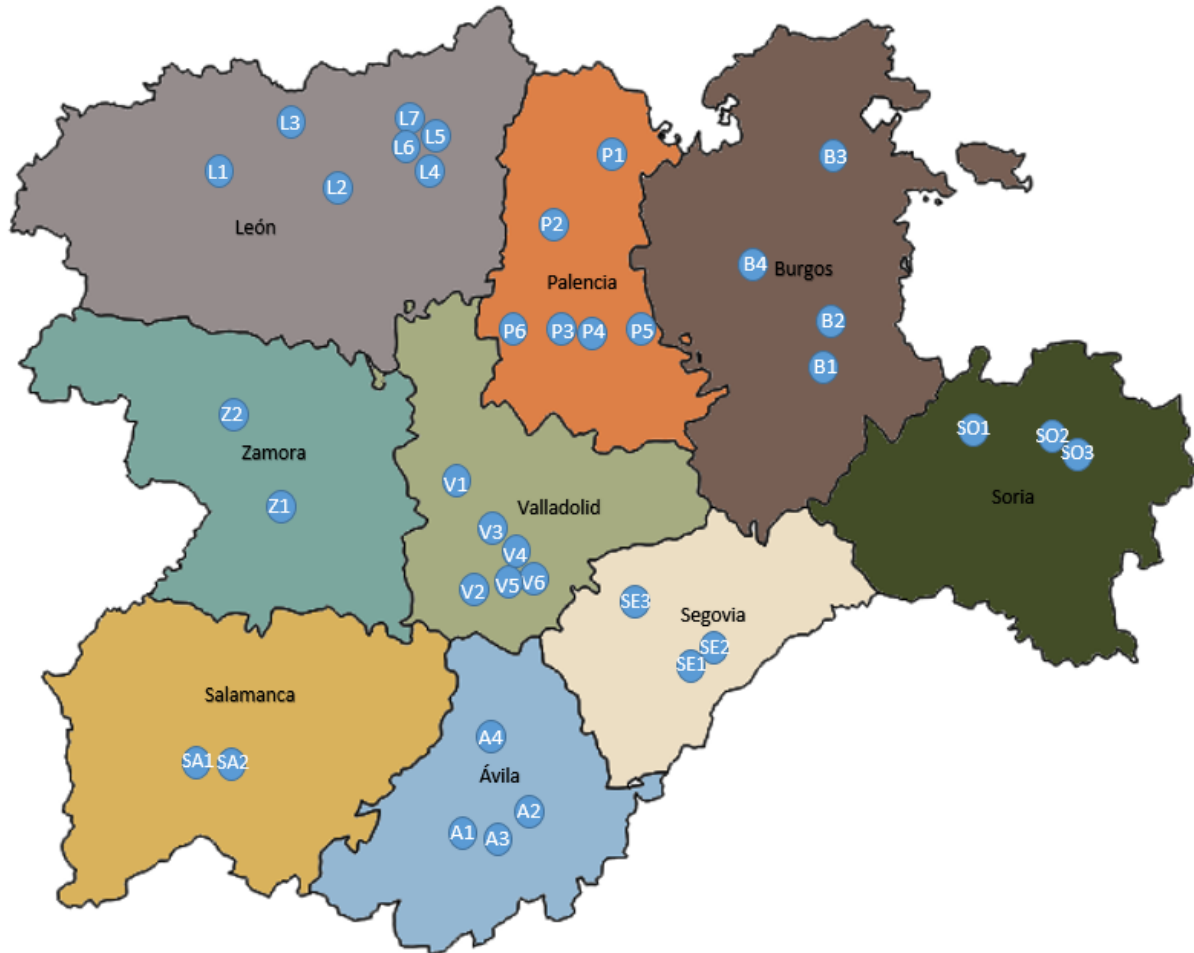 L7
L3
L5
L6
B3
P1
L1
L4
L2
P2
León
B4
Burgos
Palencia
B2
P6
P3
P4
P5
B1
Z2
SO1
SO2
Zamora
SO3
V1
Soria
Z1
Valladolid
V3
V4
V5
V6
V2
SE3
Segovia
SE2
SE1
Salamanca
A4
SA1
SA2
Ávila
A2
A1
A3